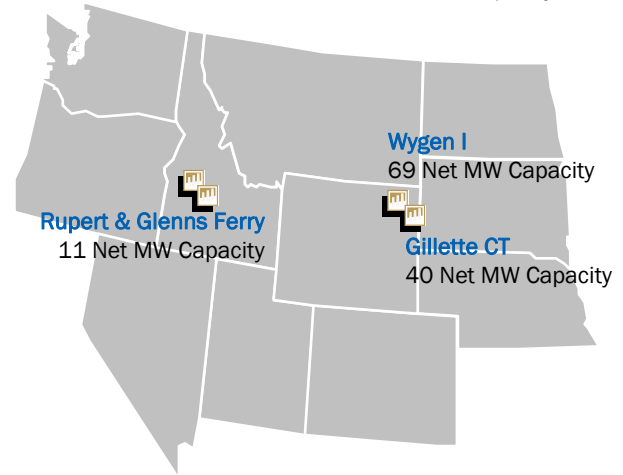 Wygen I
69 Net MW Capacity
Rupert & Glenns Ferry
11 Net MW Capacity
Gillette CT
40 Net MW Capacity